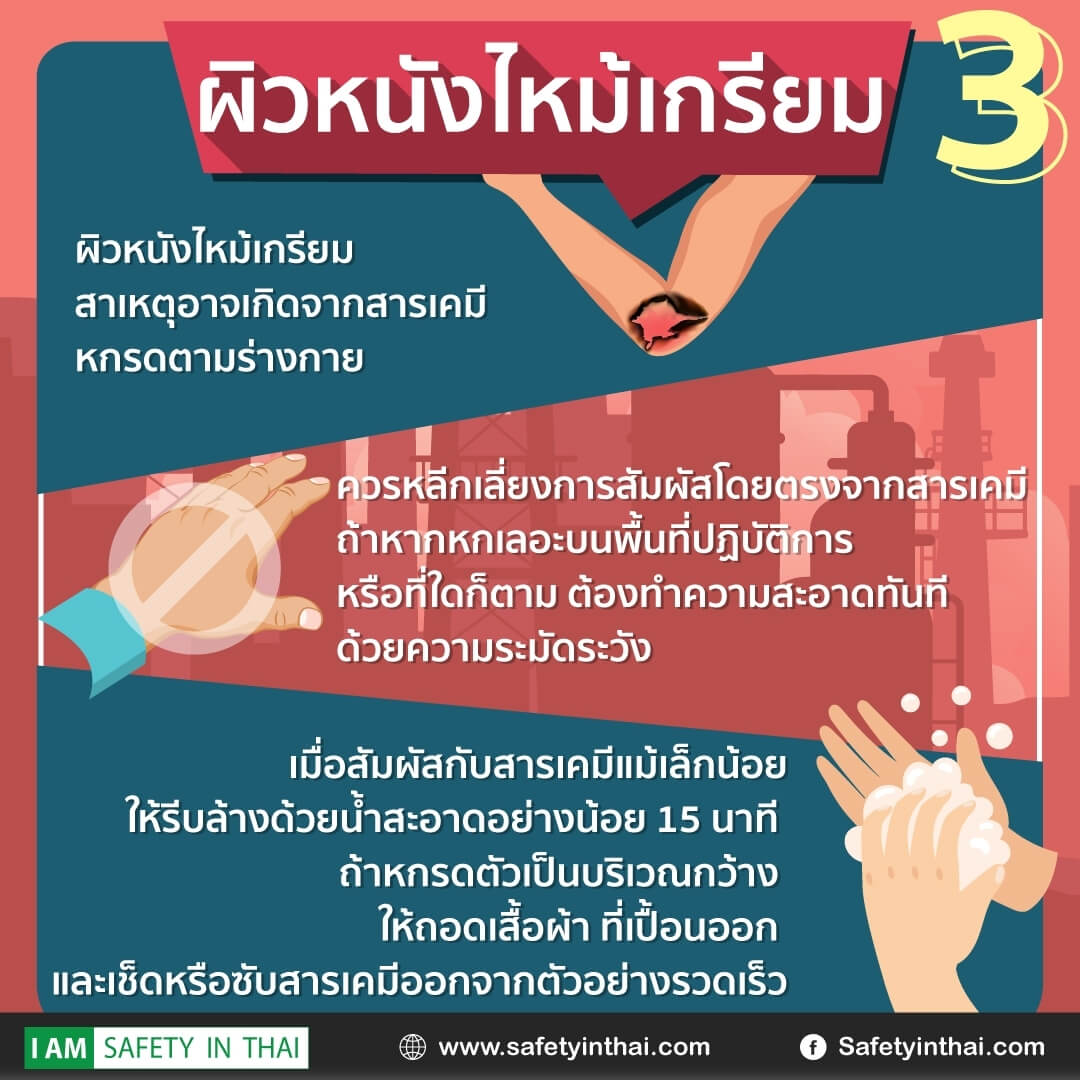 ผิวหนังไหม้เกรียม
3
ผิวหนังไหม้เกรียม
สาเหตุอาจเกิดจากสารเคมี
หกรดตามร่างกาย
ควรหลีกเลี่ยงการสัมผัสโดยตรงจากสารเคมี
ถ้าหากหกเลอะบนพื้นที่ปฏิบัติการ
หรือที่ใดก็ตาม ต้องทำความสะอาดทันที
ด้วยความระมัดระวัง
เมื่อสัมผัสกับสารเคมีแม้เล็กน้อย
ให้รีบล้างด้วยน้ำสะอาดอย่างน้อย 15 นาที
ถ้าหกรดตัวเป็นบริเวณกว้าง
ให้ถอดเสื้อผ้า ที่เปื้อนออก
และเช็ดหรือซับสารเคมีออกจากตัวอย่างรวดเร็ว
I AM SAFETY IN THAI
www.safetyinthai.com
Safetyinthai.com